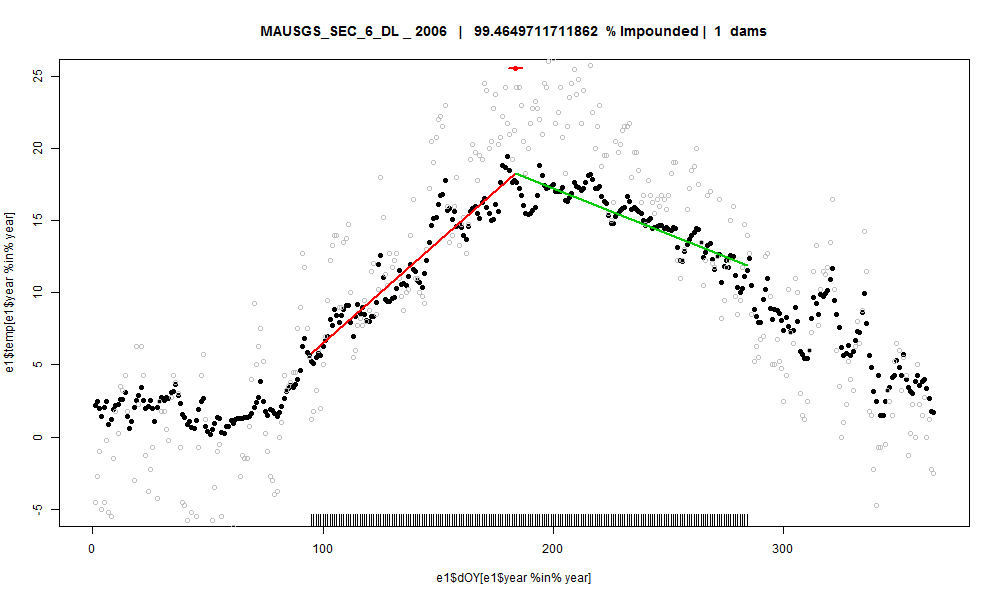 MAUSGS_SEC_6_DL _ 2006 | 99.4649711711862 % Impounded | 1 dams
e1$temp[e1$year %in% year]
25
20
15
10
5
0
-5
0 100 200 300
e1$dOY[e1$year %in% year]